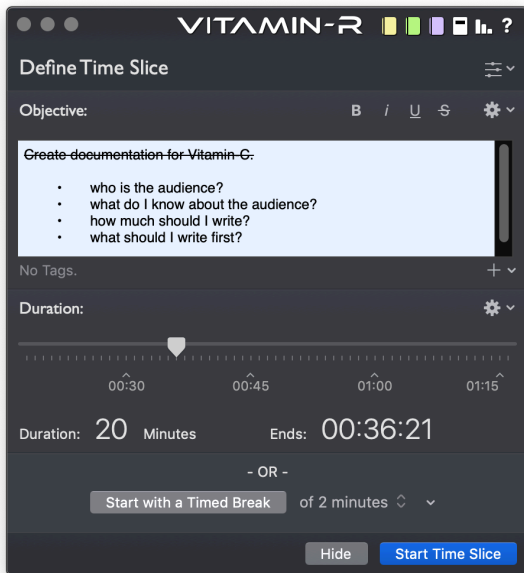 VITAMIN-R ?
Define Time Slice
Objective: B i U S
Create documentation for Vitamin-C.
• who is the audience?
• what do I know about the audience?
• how much should I write?
• what should I write first?
No Tags.
Duration:
00:30 00:45 01:00 01:15
Duration: 20 Minutes Ends: 00:36:21
- OR -
Start with a Timed Break of 2 minutes
Hide Start Time Slice